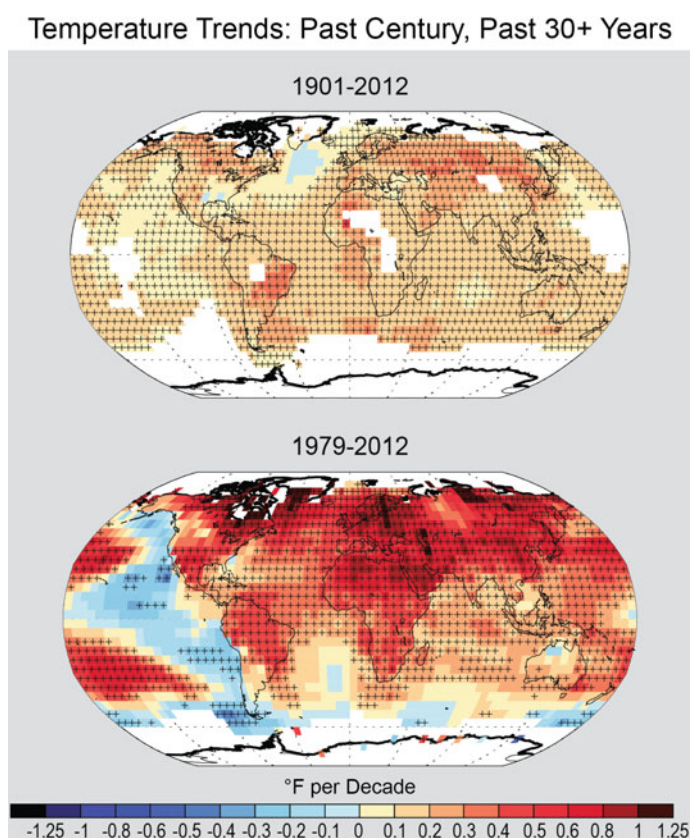 Temperature Trends: Past Century, Past 30+ Years
1901-2012
1979-2012
°F per Decade
-1.25 -1 -0.8 -0.6 -0.5 -0.4 -0.3 -0.2 -0.1 0 0.1 0.2 0.3 0.4 0.5 0.6 0.8 1 1.25